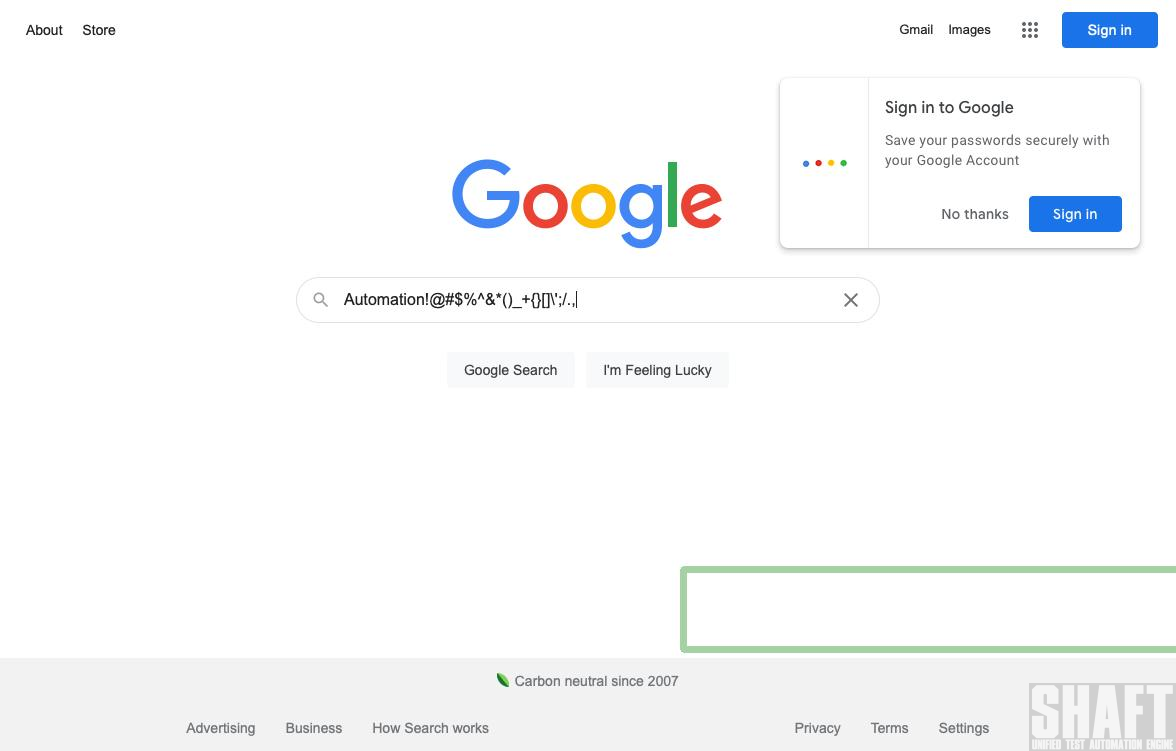 About Store
Gmail Images Sign in
Sign in to Google
Save your passwords securely with
your Google Account
No thanks Sign in
Google
Automation!@#$%^&*()_+{}[]\';/.,
Google Search I'm Feeling Lucky
Carbon neutral since 2007
Advertising Business How Search works Privacy Terms Settings
SHAFT
UNIFIED TEST AUTOMATION ENGINE